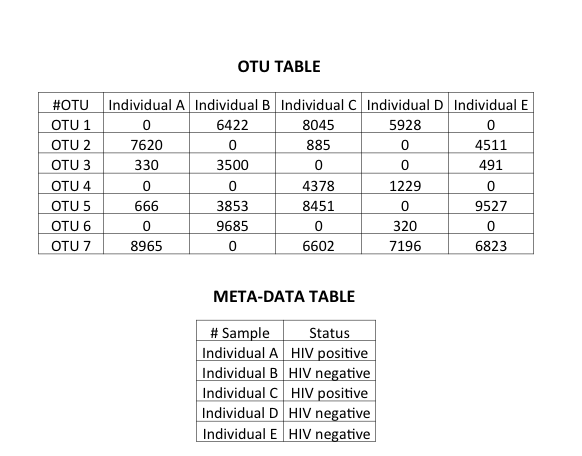 OTU TABLE
#OTU Individual A Individual B Individual C Individual D Individual E
OTU 1 0 6422 8045 5928 0
OTU 2 7620 0 885 0 4511
OTU 3 330 3500 0 0 491
OTU 4 0 0 4378 1229 0
OTU 5 666 3853 8451 0 9527
OTU 6 0 9685 0 320 0
OTU 7 8965 0 6602 7196 6823
META-DATA TABLE
# Sample Status
Individual A HIV positive
Individual B HIV negative
Individual C HIV positive
Individual D HIV negative
Individual E HIV negative